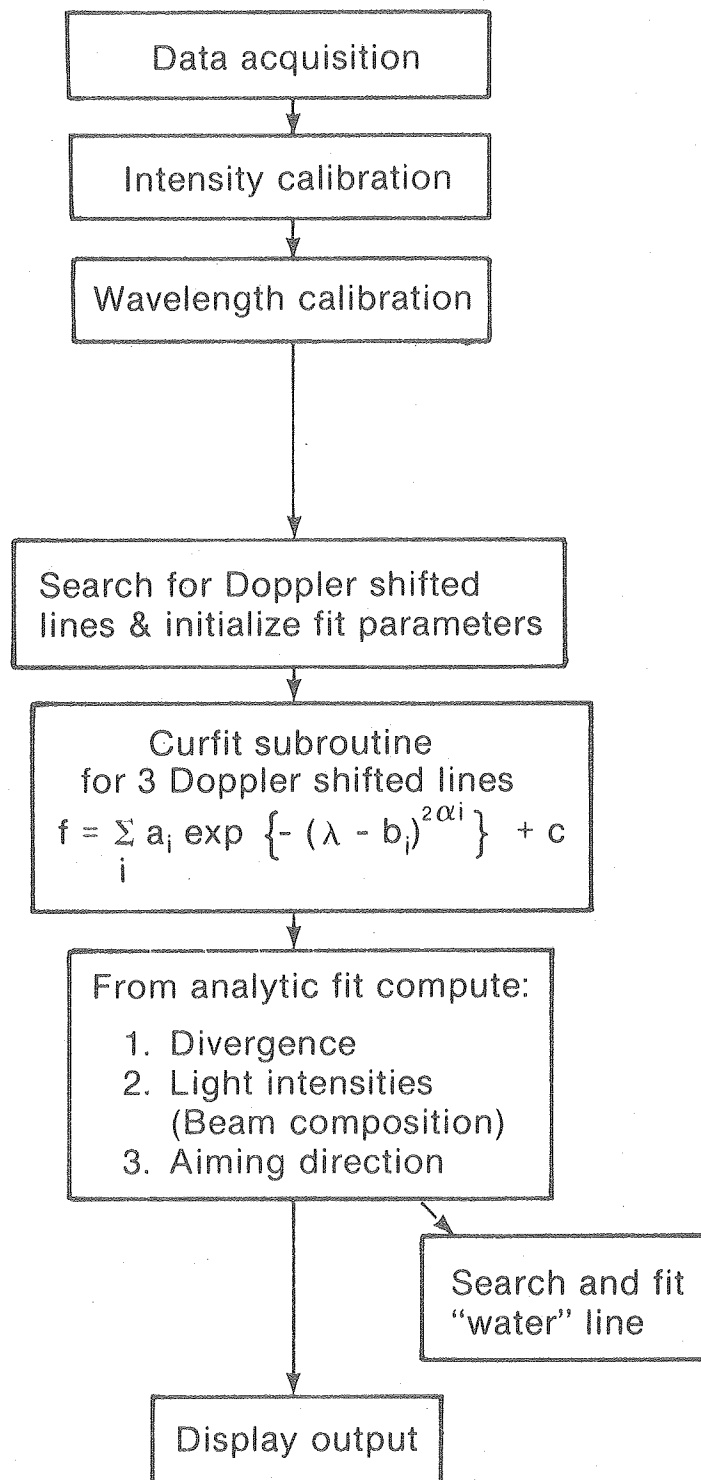 Data acquisition
Intensity calibration
Wavelength calibration
Search for Doppler shifted
lines & initialize fit parameters
Curfit subroutine
for 3 Doppler shifted lines
f = Σ a_i exp {- (λ - b_i)^{2αi} } + c
i
From analytic fit compute:
1. Divergence
2. Light intensities
(Beam composition)
3. Aiming direction
Search and fit
“water” line
Display output